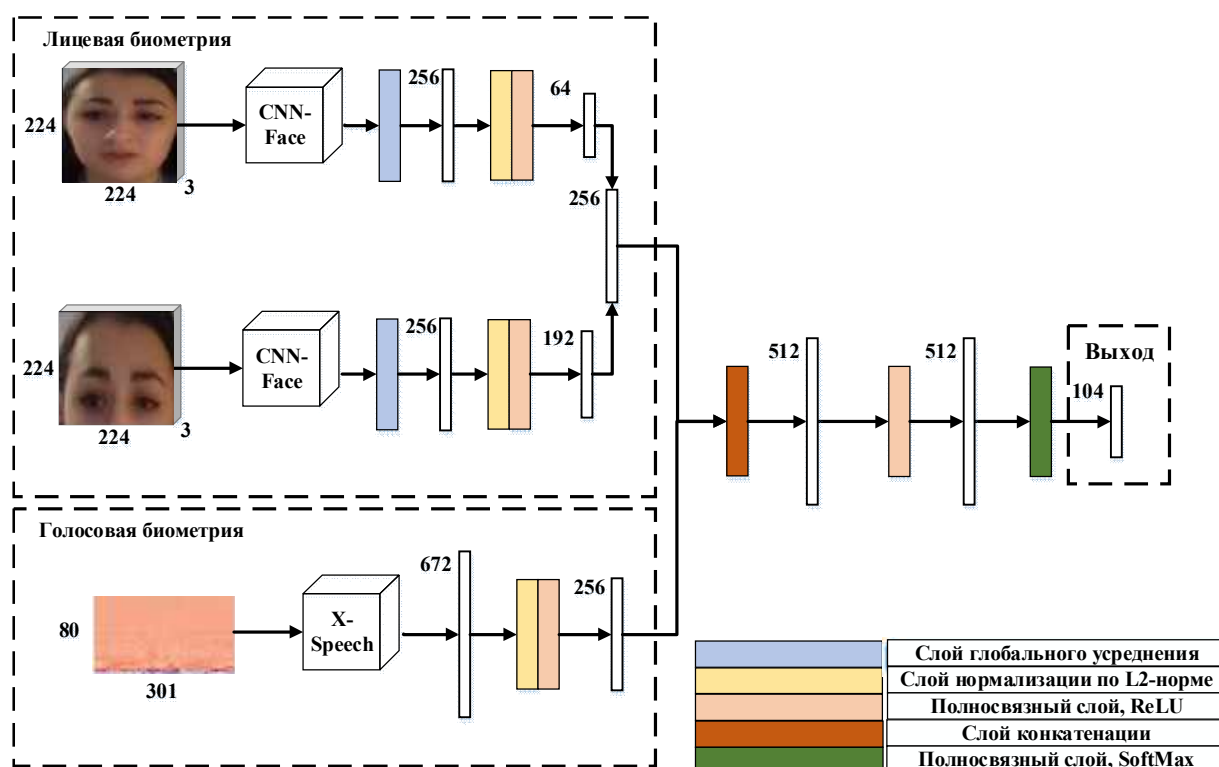 Лицевая биометрия
224
224
3
CNN-
Face
256
64
256
224
224
3
CNN-
Face
256
192
512
512
Выход
104
Голосовая биометрия
80
301
X-
Speech
672
256
Слой глобального усреднения
Слой нормализации по L2-норме
Полносвязный слой, ReLU
Слой конкатенации
Полносвязный слой, SoftMax